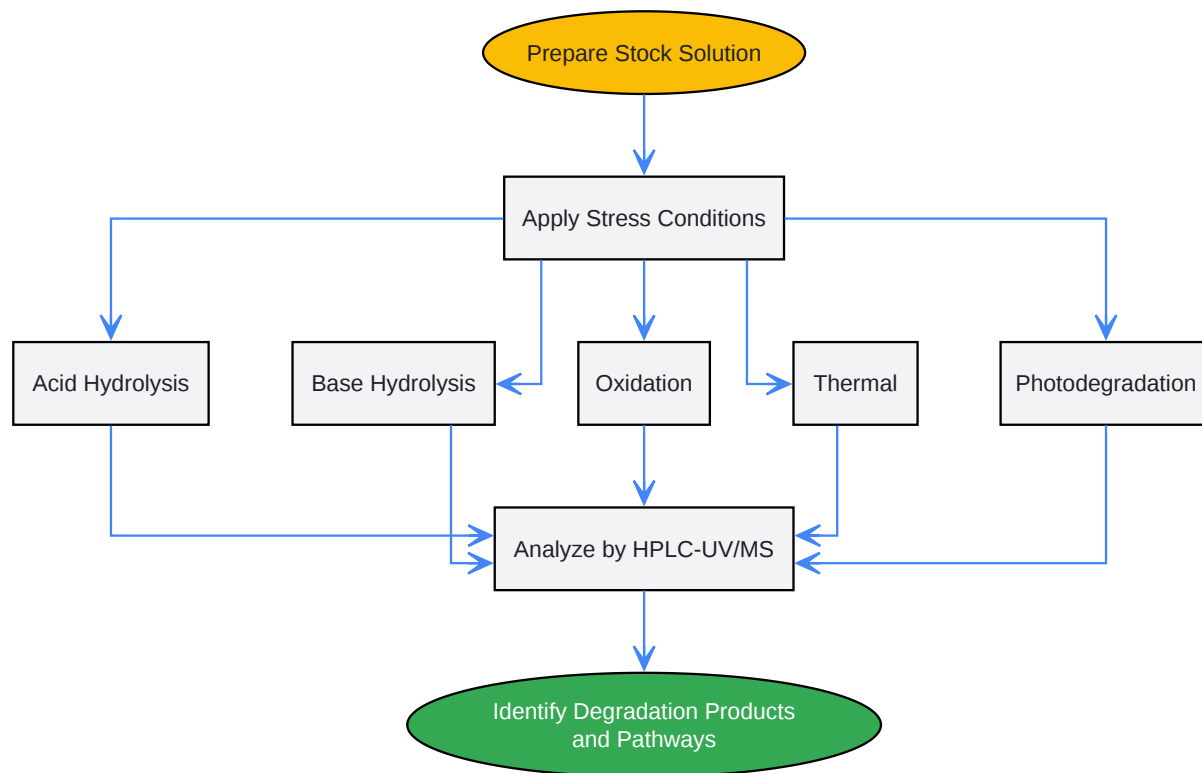 Prepare Stock Solution
Apply Stress Conditions
Acid Hydrolysis
Base Hydrolysis
Oxidation
Thermal
Photodegradation
Analyze by HPLC-UV/MS
Identify Degradation Products
and Pathways